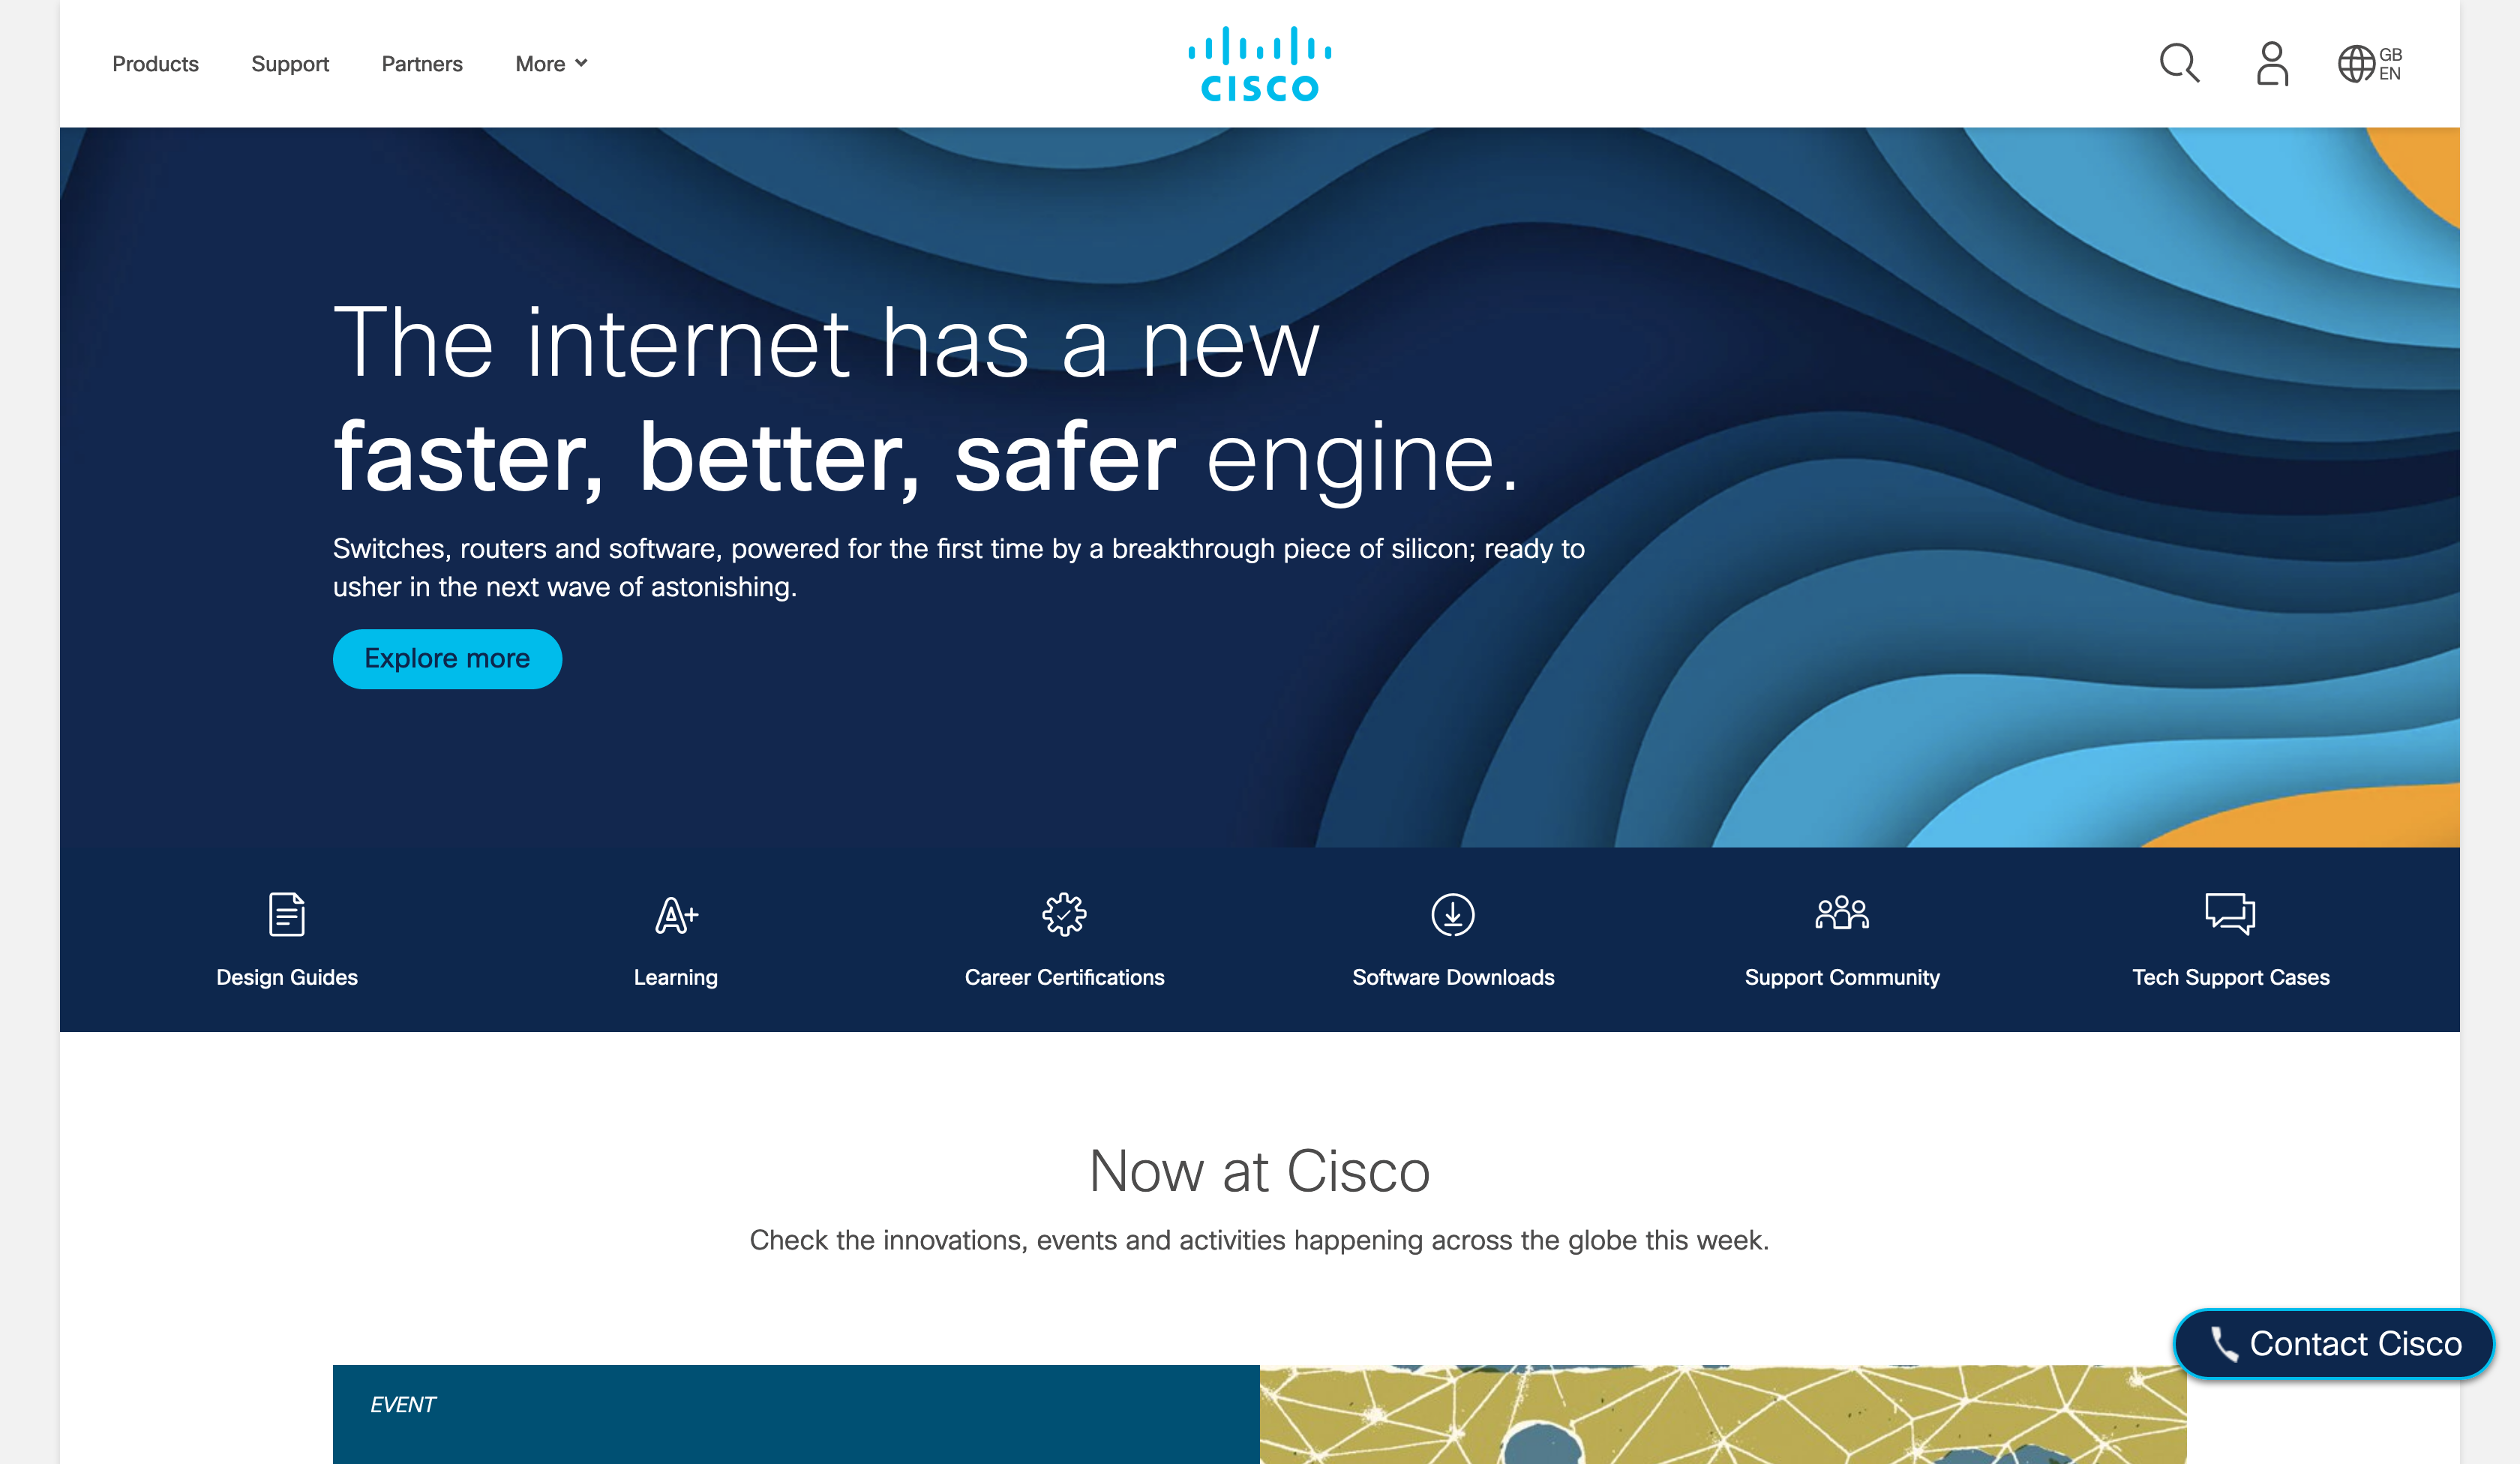 Products
Support
Partners
More
CISCO
GB
EN
The internet has a new
faster, better, safer engine.
Switches, routers and software, powered for the first time by a breakthrough piece of silicon; ready to
usher in the next wave of astonishing.
Explore more
A+
Design Guides
Learning
Career Certifications
Software Downloads
Support Community
Tech Support Cases
Now at Cisco
Check the innovations, events and activities happening across the globe this week.
Contact Cisco
EVENT